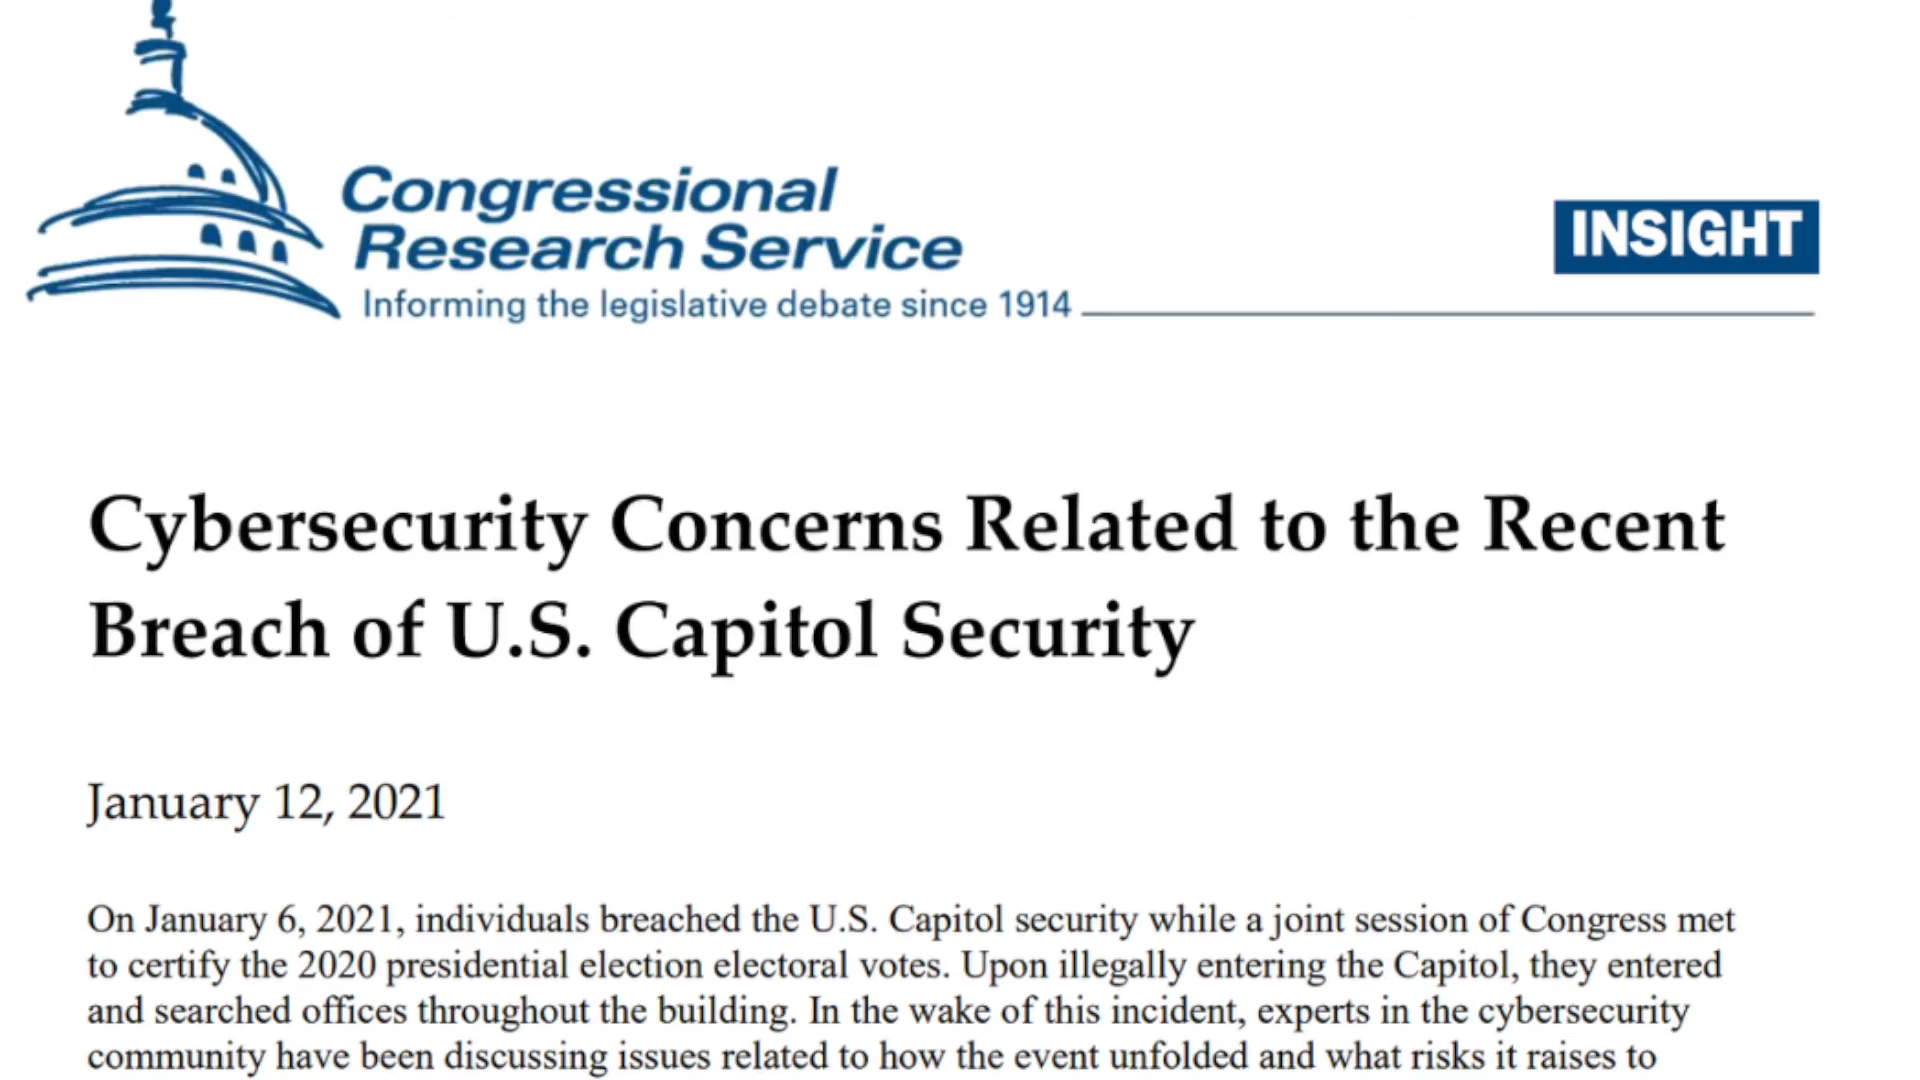 Congressional
Research Service
Informing the legislative debate since 1914
INSIGHT
Cybersecurity Concerns Related to the Recent
Breach of U.S. Capitol Security
January 12, 2021
On January 6, 2021, individuals breached the U.S. Capitol security while a joint session of Congress met
to certify the 2020 presidential election electoral votes. Upon illegally entering the Capitol, they entered
and searched offices throughout the building. In the wake of this incident, experts in the cybersecurity
community have been discussing issues related to how the event unfolded and what risks it raises to